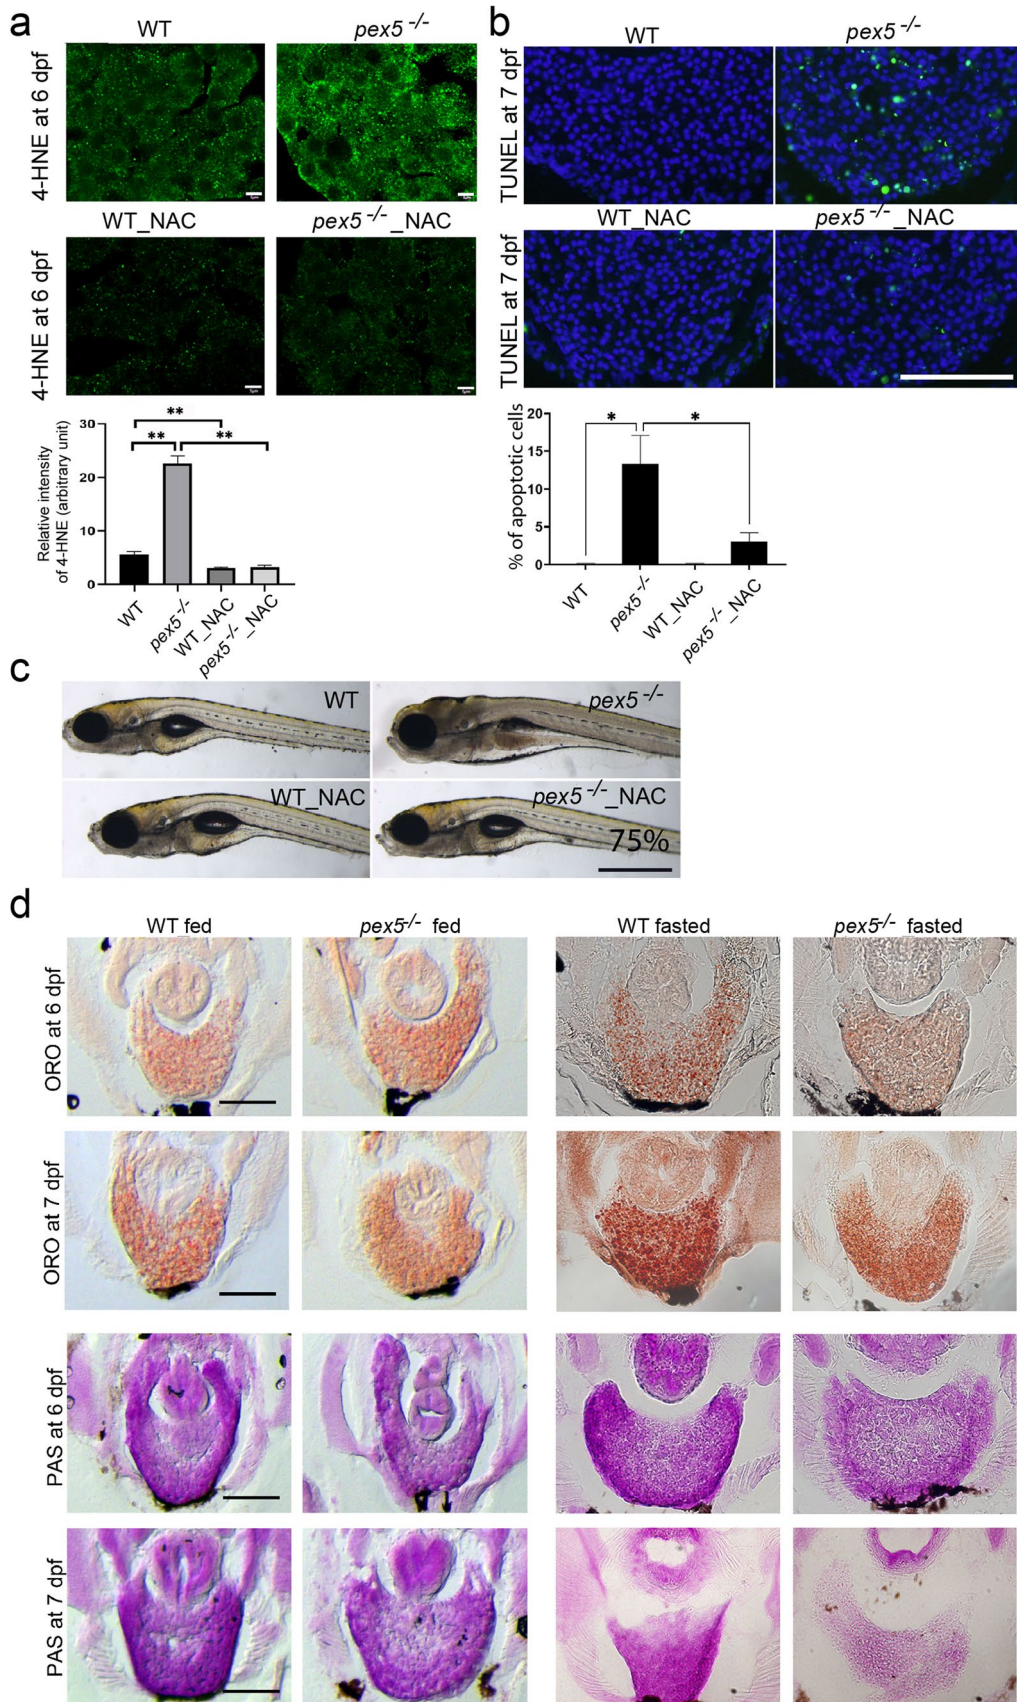 a
WT
pex5 -/-
4-HNE at 6 dpf
WT_NAC
pex5 -/-_NAC
4-HNE at 6 dpf
**
**
**
30
20
10
0
Relative intensity
of 4-HNE (arbitrary unit)
WT
pex5 -/-
WT_NAC
pex5 -/-_NAC
b
WT
pex5 -/-
TUNEL at 7 dpf
WT_NAC
pex5 -/-_NAC
TUNEL at 7 dpf
*
*
20
15
10
5
0
% of apoptotic cells
WT
pex5 -/-
WT_NAC
pex5 -/-_NAC
c
WT
pex5 -/-
WT_NAC
pex5 -/-_NAC
75%
d
WT_fed
pex5 -/- fed
WT fasted
pex5 -/- fasted
ORO at 6 dpf
ORO at 7 dpf
PAS at 6 dpf
PAS at 7 dpf